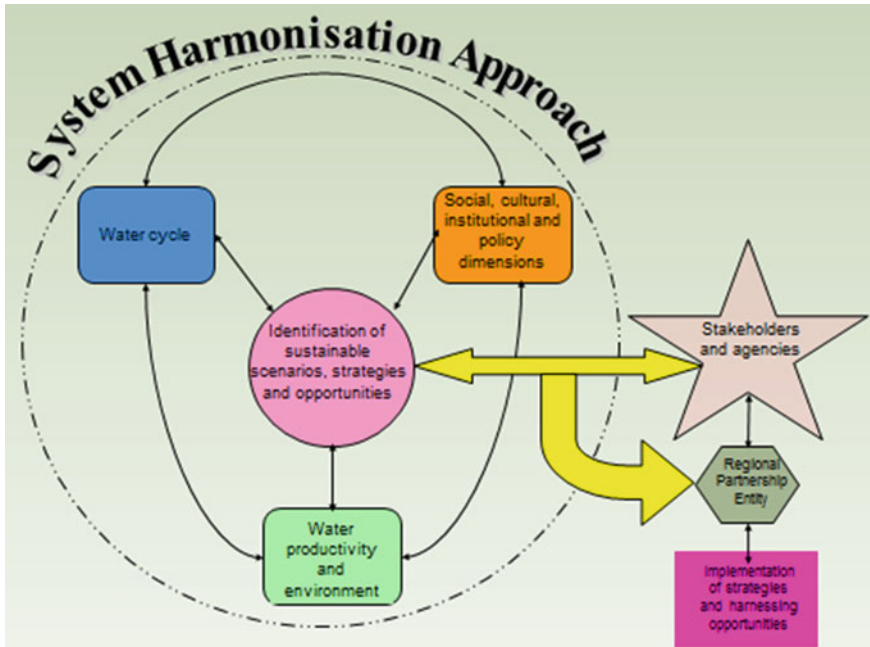 System Harmonisation Approach
Water cycle
Social, cultural,
institutional and
policy
dimensions
Identification of
sustainable
scenarios, strategies
and opportunities
Stakeholders
and agencies
Regional
Partnership
Entity
Water
productivity
and
environment
Implementation
of strategies
and harnessing
opportunities